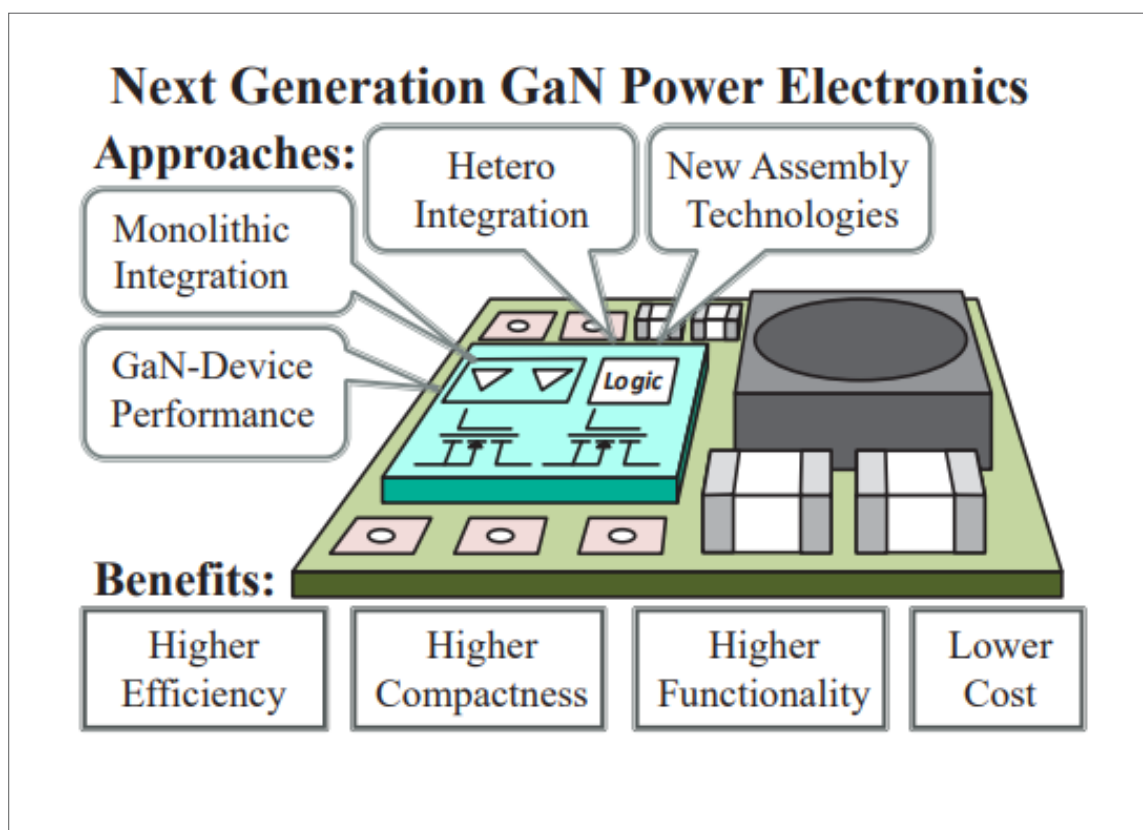 Next Generation GaN Power Electronics
Approaches:
Hetero
Integration
New Assembly
Technologies
Monolithic
Integration
GaN-Device
Performance
Logic
Benefits:
Higher
Efficiency
Higher
Compactness
Higher
Functionality
Lower
Cost